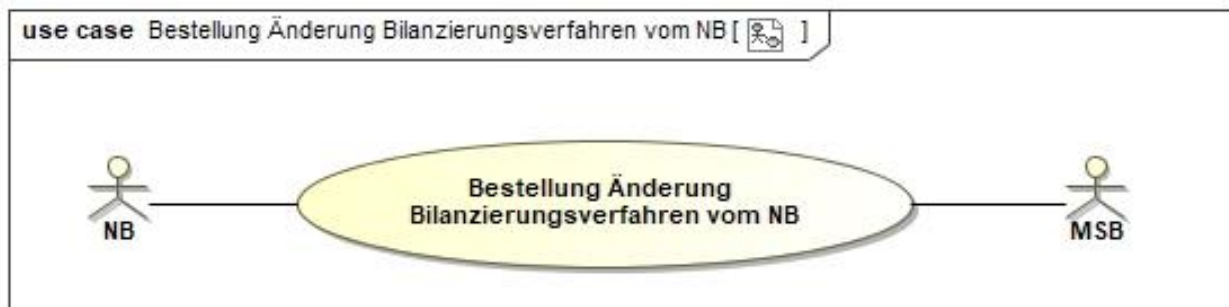 use case Bestellung Änderung Bilanzierungsverfahren vom NB [ ]
Bestellung Änderung
Bilanzierungsverfahren vom NB
NB
MSB